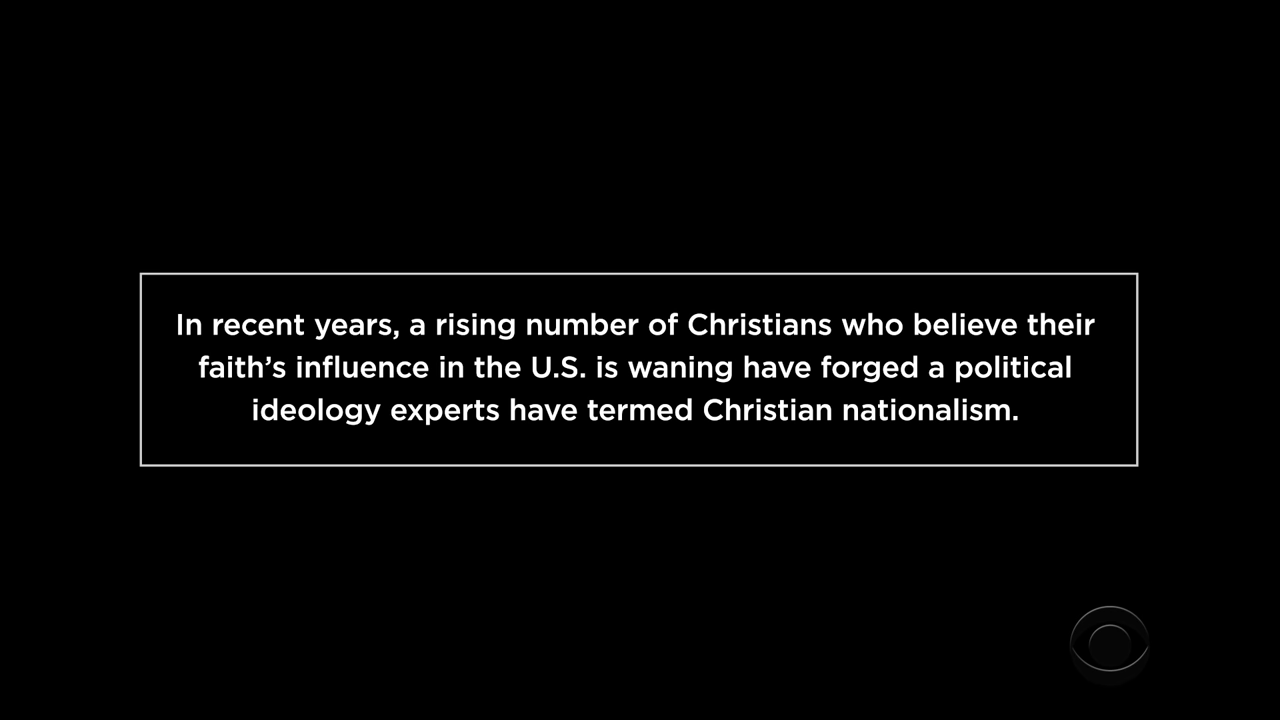 In recent years, a rising number of Christians who believe their
faith’s influence in the U.S. is waning have forged a political
ideology experts have termed Christian nationalism.